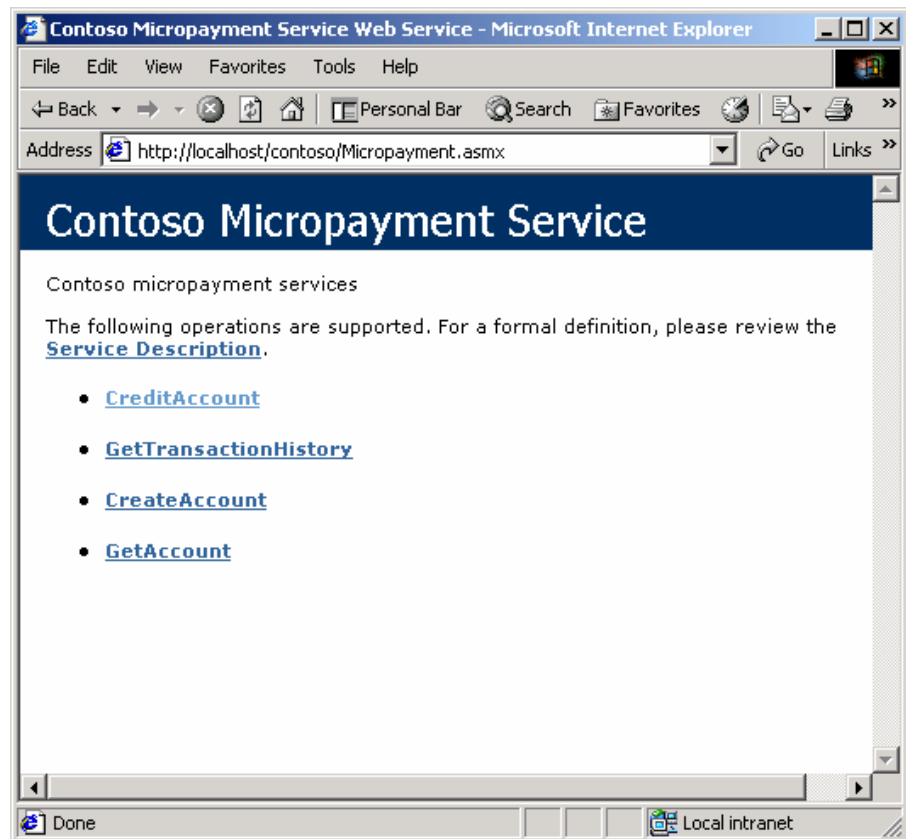 Contoso Micropayment Service Web Service - Microsoft Internet Explorer
File Edit View Favorites Tools Help
Back Personal Bar Search Favorites »
Address http://localhost/contoso/Micropayment.asmx Go Links »
Contoso Micropayment Service
Contoso micropayment services
The following operations are supported. For a formal definition, please review the
Service Description.
• CreditAccount
• GetTransactionHistory
• CreateAccount
• GetAccount
Done Local intranet